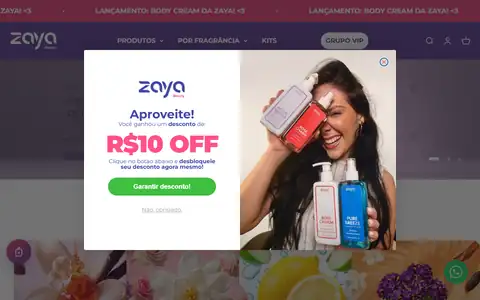 ZAYA! <3
LANÇAMENTO: BODY CREAM DA ZAYA! <3
LANÇAMENTO: BODY CREAM DA ZAYA! <3
zaya
PRODUTOS
POR FRAGRÂNCIA
KITS
GRUPO VIP
zaya
Beauty
Aproveite!
Você ganhou um desconto de
R$10 OFF
Clique no botão abaixo e desbloqueie
seu desconto agora mesmo!
Garantir desconto!
Não, obrigado.